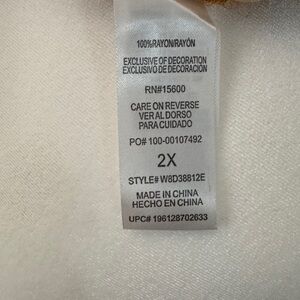 100%RAYON/RAYÓN
EXCLUSIVE OF DECORATION
EXCLUSIVO DE DECORACIÓN
RN#15600
CARE ON REVERSE
VER AL DORSO
PARA CUIDADO
PO# 100-00107492
2X
STYLE# W8D38812E
MADE IN CHINA
HECHO EN CHINA
UPC# 196128702633